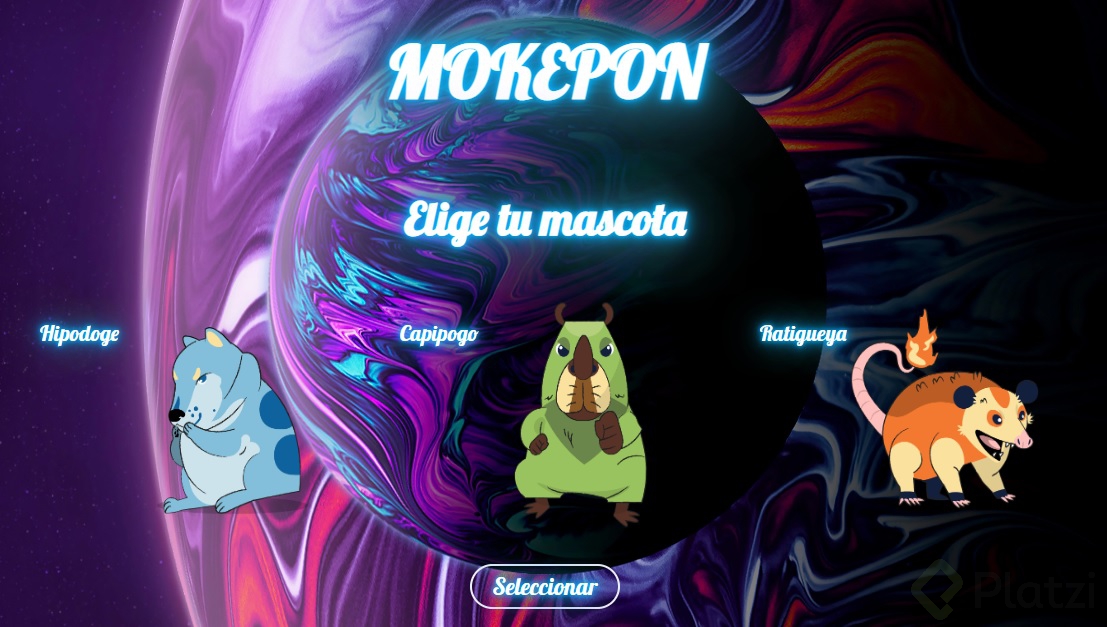 MOKEPON
Elige tu mascota
Hipodoge
Capipogo
Ratigueya
Seleccionar
Platzi